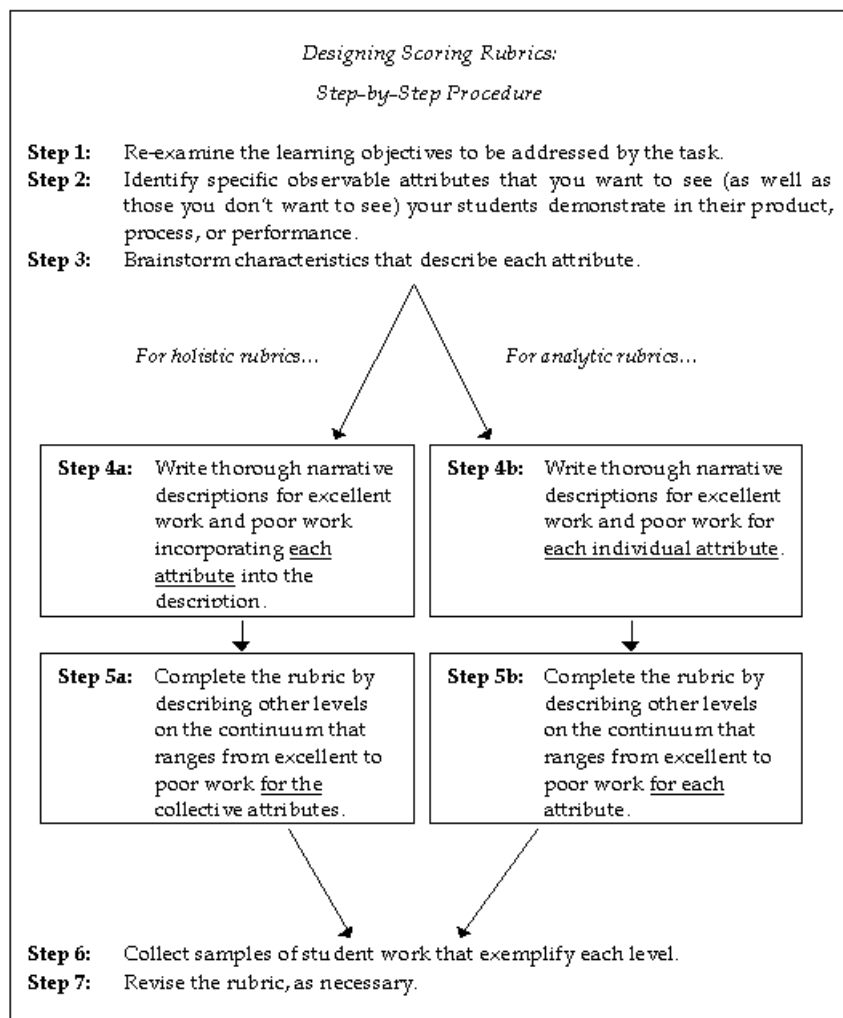 Designing Scoring Rubrics:
Step-by-Step Procedure
Step 1: Re-examine the learning objectives to be addressed by the task.
Step 2: Identify specific observable attributes that you want to see (as well as
those you don't want to see) your students demonstrate in their product,
process, or performance.
Step 3: Brainstorm characteristics that describe each attribute.
For holistic rubrics...
For analytic rubrics...
Step 4a: Write thorough narrative
descriptions for excellent
work and poor work
incorporating each
attribute into the
description.
Step 4b: Write thorough narrative
descriptions for excellent
work and poor work for
each individual attribute.
Step 5a: Complete the rubric by
describing other levels
on the continuum that
ranges from excellent to
poor work for the
collective attributes.
Step 5b: Complete the rubric by
describing other levels
on the continuum that
ranges from excellent to
poor work for each
attribute.
Step 6: Collect samples of student work that exemplify each level.
Step 7: Revise the rubric, as necessary.